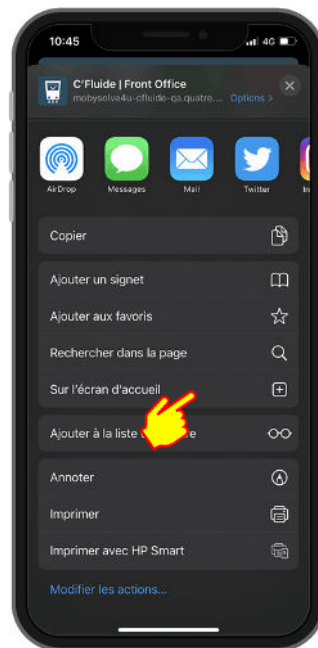 10:45
4G
C'Fluide | Front Office
mobysolve4u-cfluide-qa.quatre.... Options >
AirDrop
Messages
Mail
Twitter
In
Copier
Ajouter un signet
Ajouter aux favoris
Rechercher dans la page
Sur l'écran d'accueil
Ajouter à la liste
Annoter
Imprimer
Imprimer avec HP Smart
Modifier les actions...